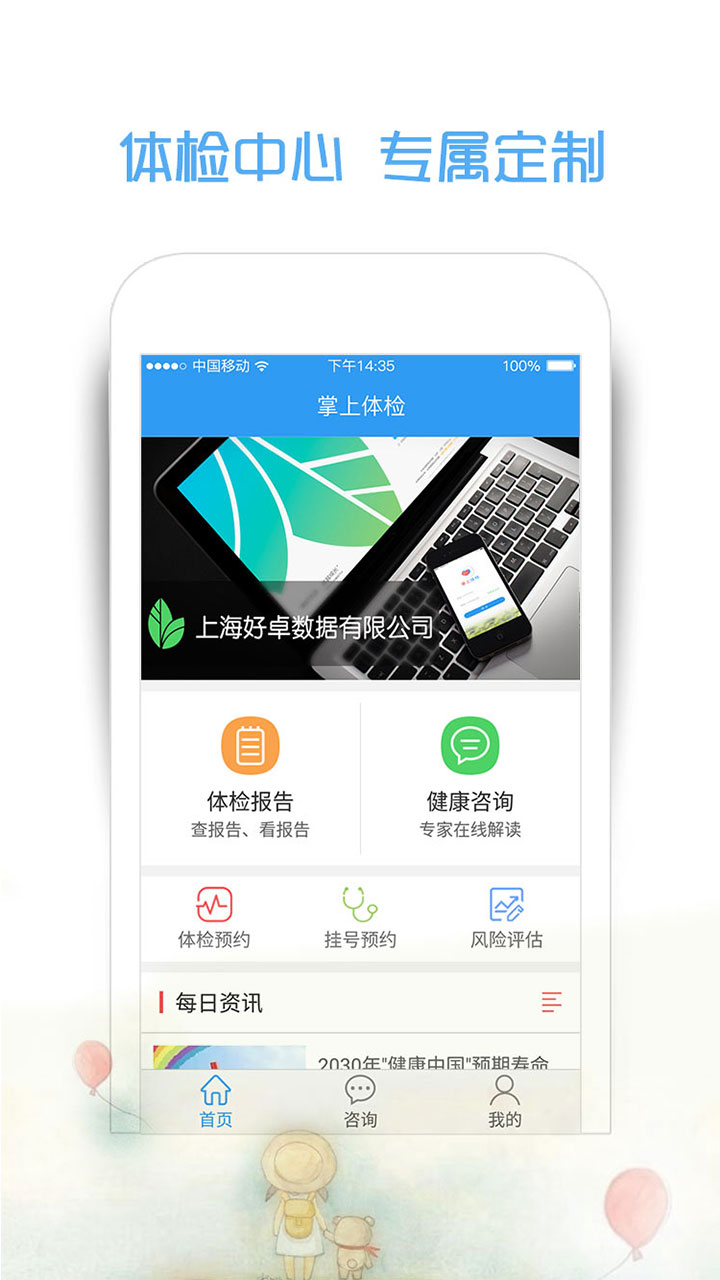 体检中心 专属定制
中国移动 下午14:35 100%
掌上体检
上海好卓数据有限公司
体检报告 健康咨询
查报告、看报告 专家在线解读
体检预约 挂号预约 风险评估
每日资讯
2030年"健康中国"预期寿命
首页 咨询 我的